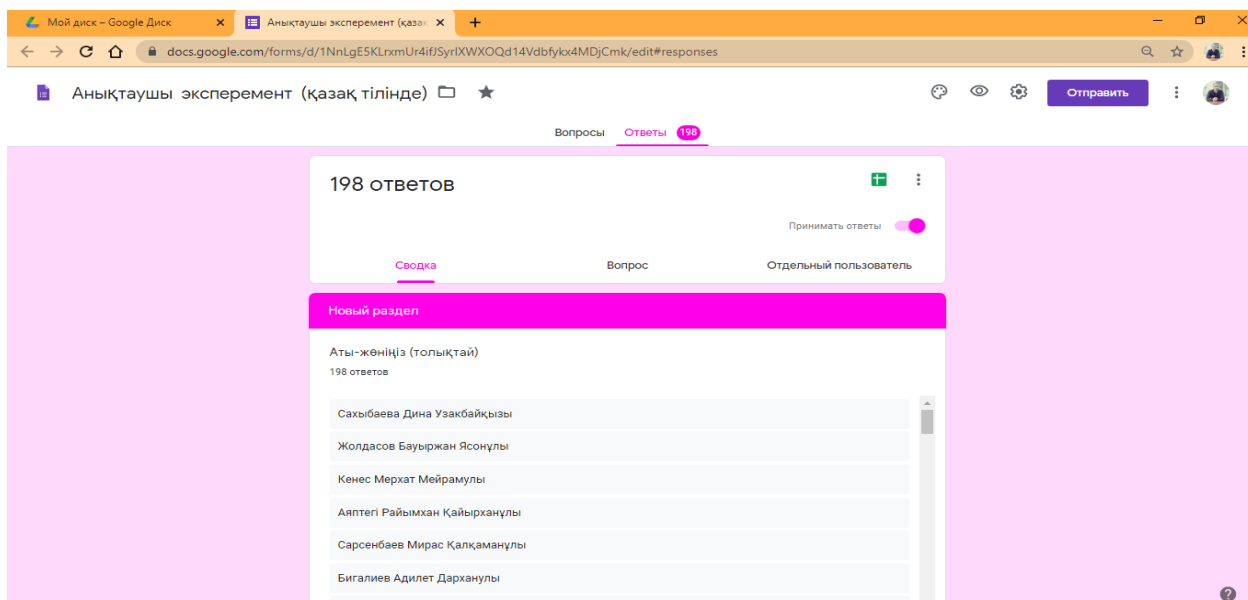 Мой диск – Google Диск
Анықтаушы эксперемент (қазақ
docs.google.com/forms/d/1NnLgE5KLrxmUr4ifJSyrIXWXOQd14Vdbfykx4MDjCmk/edit#responses
Анықтаушы эксперемент (қазақ тілінде)
Отправить
Вопросы Ответы 198
198 ответов
Принимать ответы
Сводка Вопрос Отдельный пользователь
Новый раздел
Аты-жөніңіз (толықтай)
198 ответов
Сахыбаева Дина Узакбайқызы
Жолдасов Бауыржан Ясонұлы
Кенес Мерхат Мейрамулы
Аяптегі Райымхан Қайырханұлы
Сарсенбаев Мирас Қалқаманұлы
Бигалиев Адилет Дарханулы